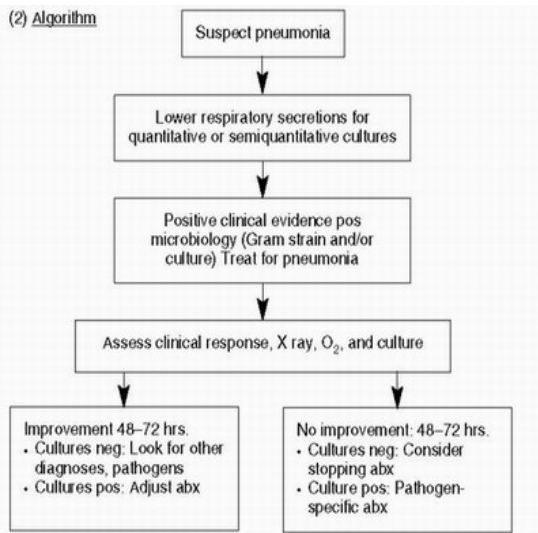 (2) Algorithm
Suspect pneumonia
Lower respiratory secretions for
quantitative or semiquantitative cultures
Positive clinical evidence pos
microbiology (Gram strain and/or
culture) Treat for pneumonia
Assess clinical response, X ray, O₂, and culture
Improvement 48–72 hrs.
• Cultures neg: Look for other
diagnoses, pathogens
• Cultures pos: Adjust abx
No improvement: 48–72 hrs.
• Cultures neg: Consider
stopping abx
• Culture pos: Pathogen-
specific abx